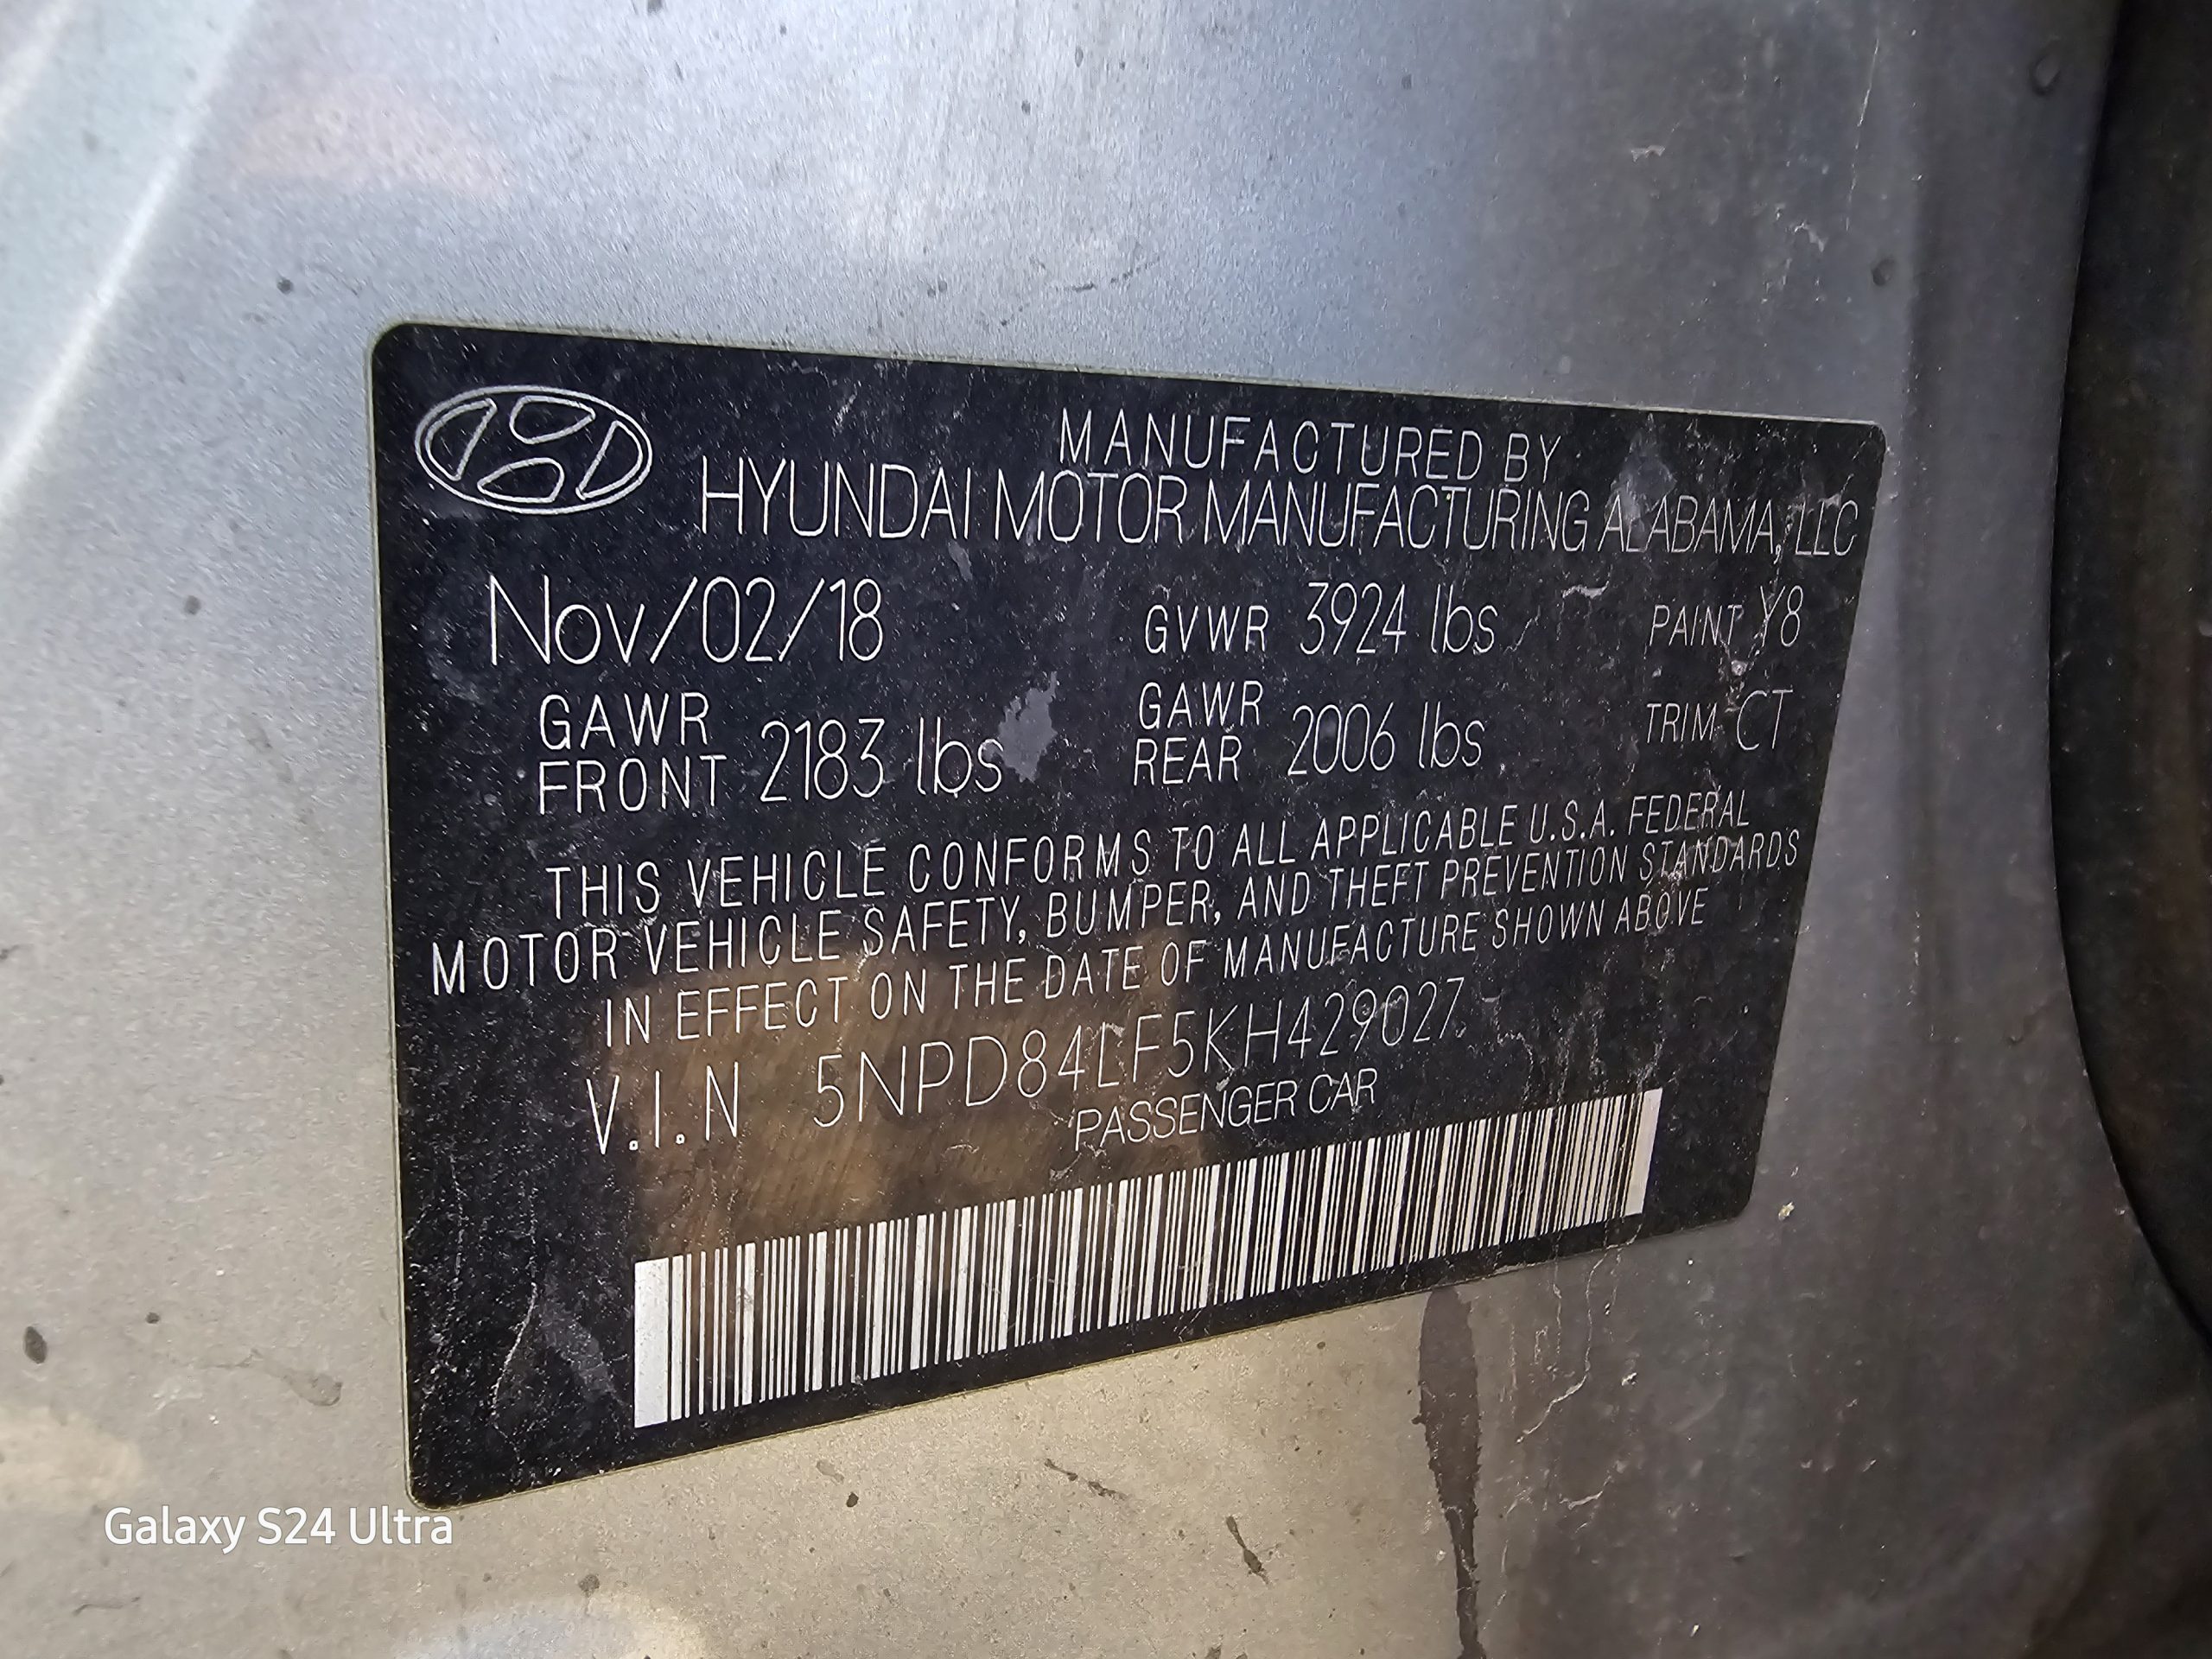 MANUFACTURED BY
HYUNDAI MOTOR MANUFACTURING ALABAMA, LLC
Nov/02/18 GVWR 3924 lbs PAINT Y8
GAWR FRONT 2183 lbs GAWR REAR 2006 lbs TRIM CT
THIS VEHICLE CONFORMS TO ALL APPLICABLE U.S.A. FEDERAL
MOTOR VEHICLE SAFETY, BUMPER, AND THEFT PREVENTION STANDARDS
IN EFFECT ON THE DATE OF MANUFACTURE SHOWN ABOVE
V.I.N 5NPD84LF5KH429027
PASSENGER CAR
Galaxy S24 Ultra